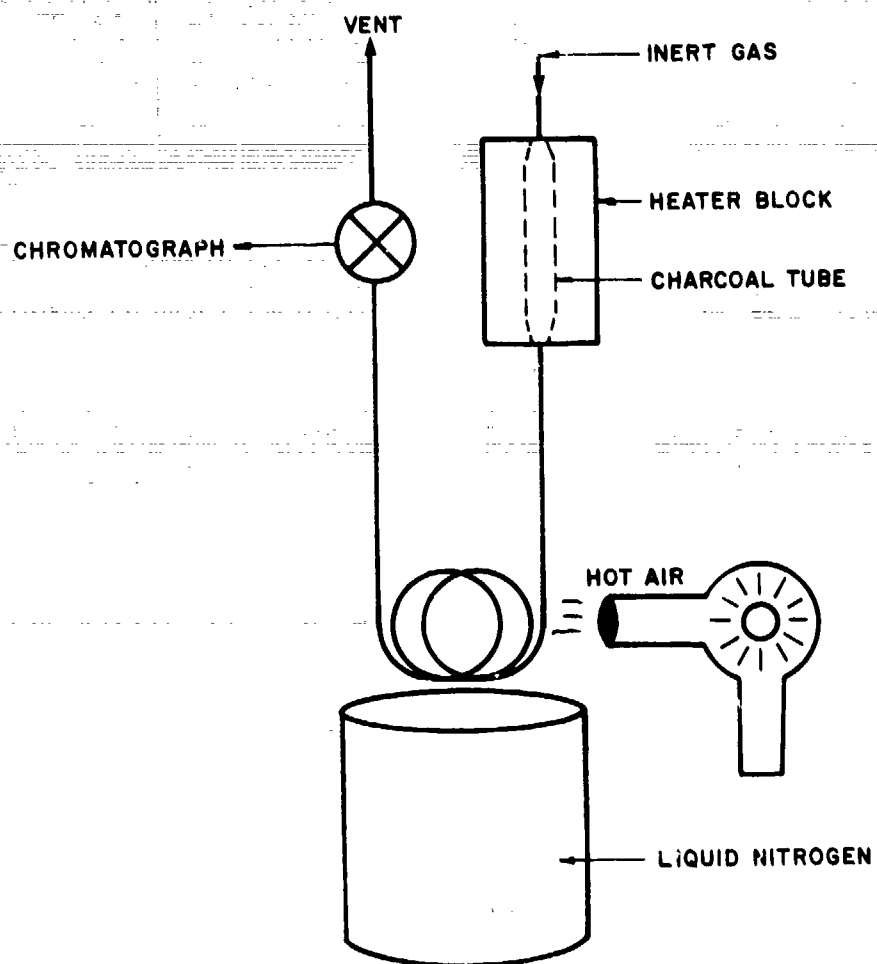 VENT
INERT GAS
HEATER BLOCK
CHROMATOGRAPH
CHARCOAL TUBE
HOT AIR
LIQUID NITROGEN